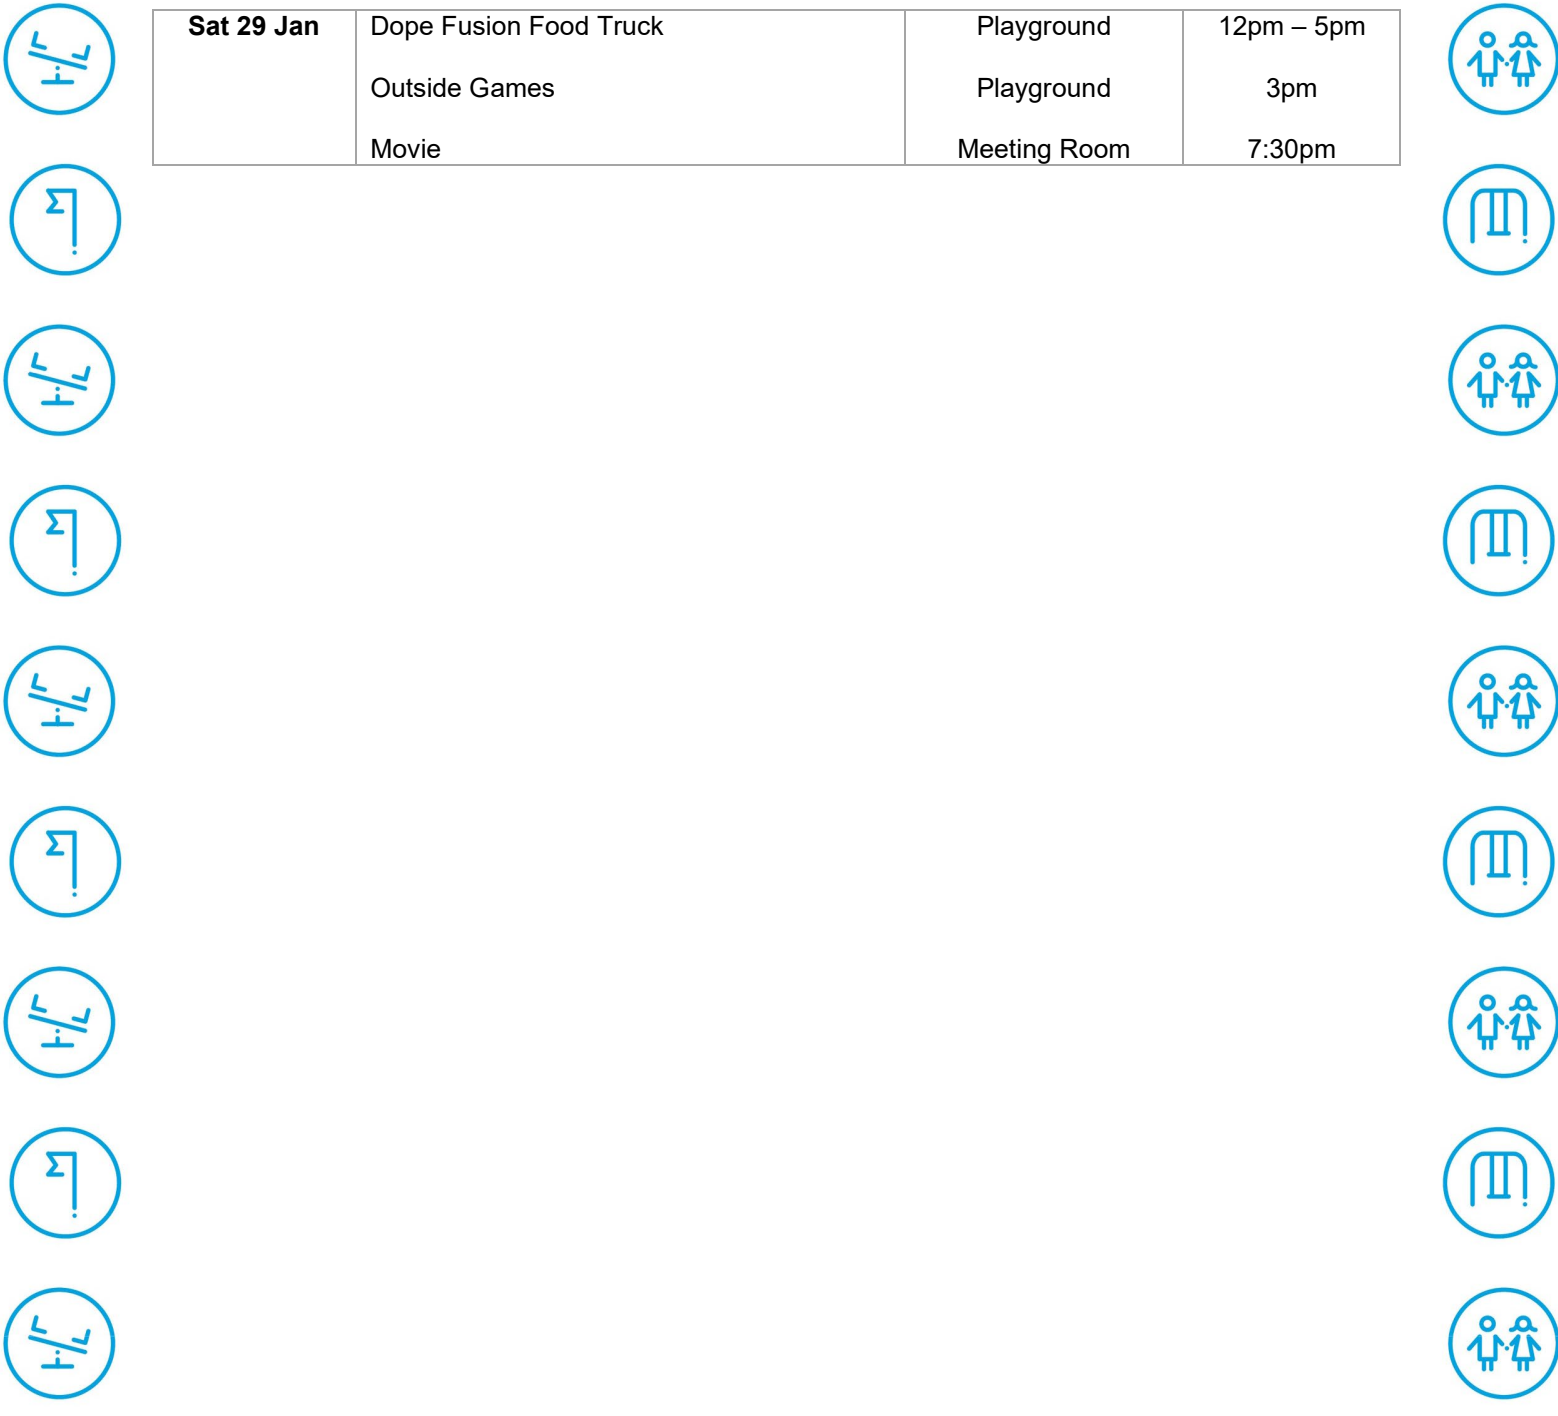 Sat 29 Jan Dope Fusion Food Truck Playground 12pm – 5pm
Outside Games Playground 3pm
Movie Meeting Room 7:30pm